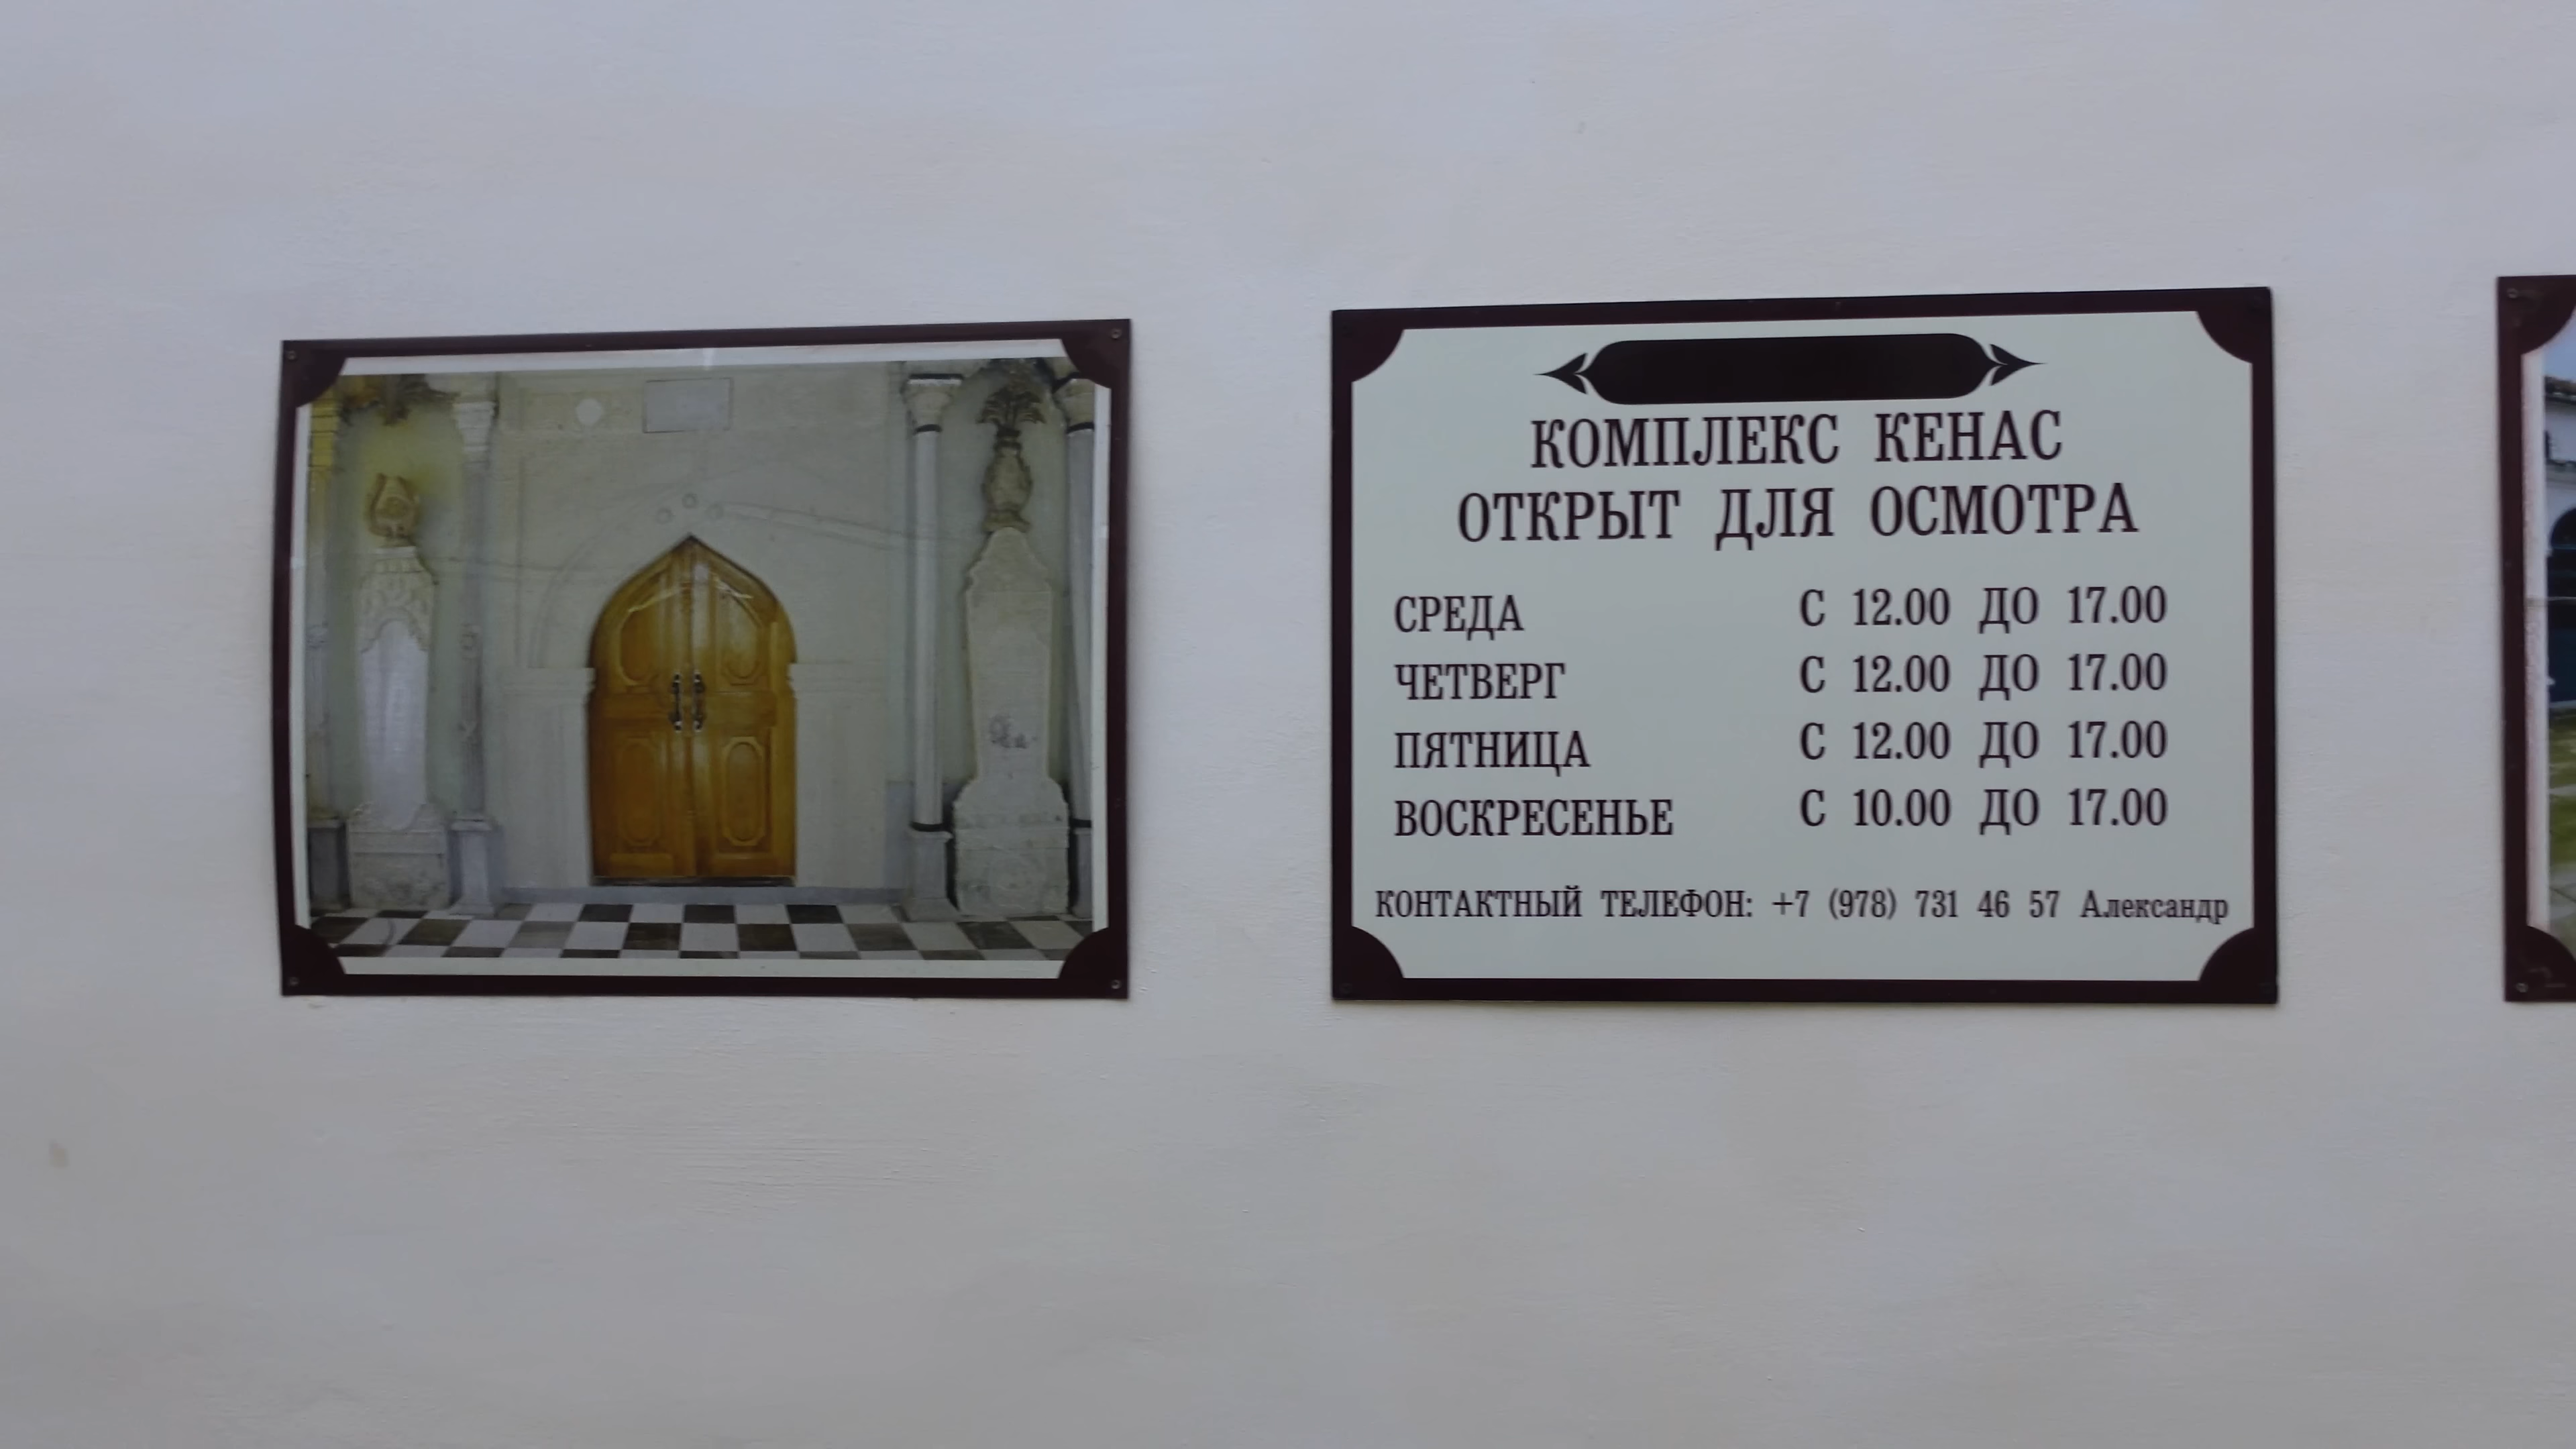 КОМПЛЕКС КЕНАС
ОТКРЫТ ДЛЯ ОСМОТРА
СРЕДА С 12.00 ДО 17.00
ЧЕТВЕРГ С 12.00 ДО 17.00
ПЯТНИЦА С 12.00 ДО 17.00
ВОСКРЕСЕНЬЕ С 10.00 ДО 17.00
КОНТАКТНЫЙ ТЕЛЕФОН: +7 (978) 731 46 57 Александр